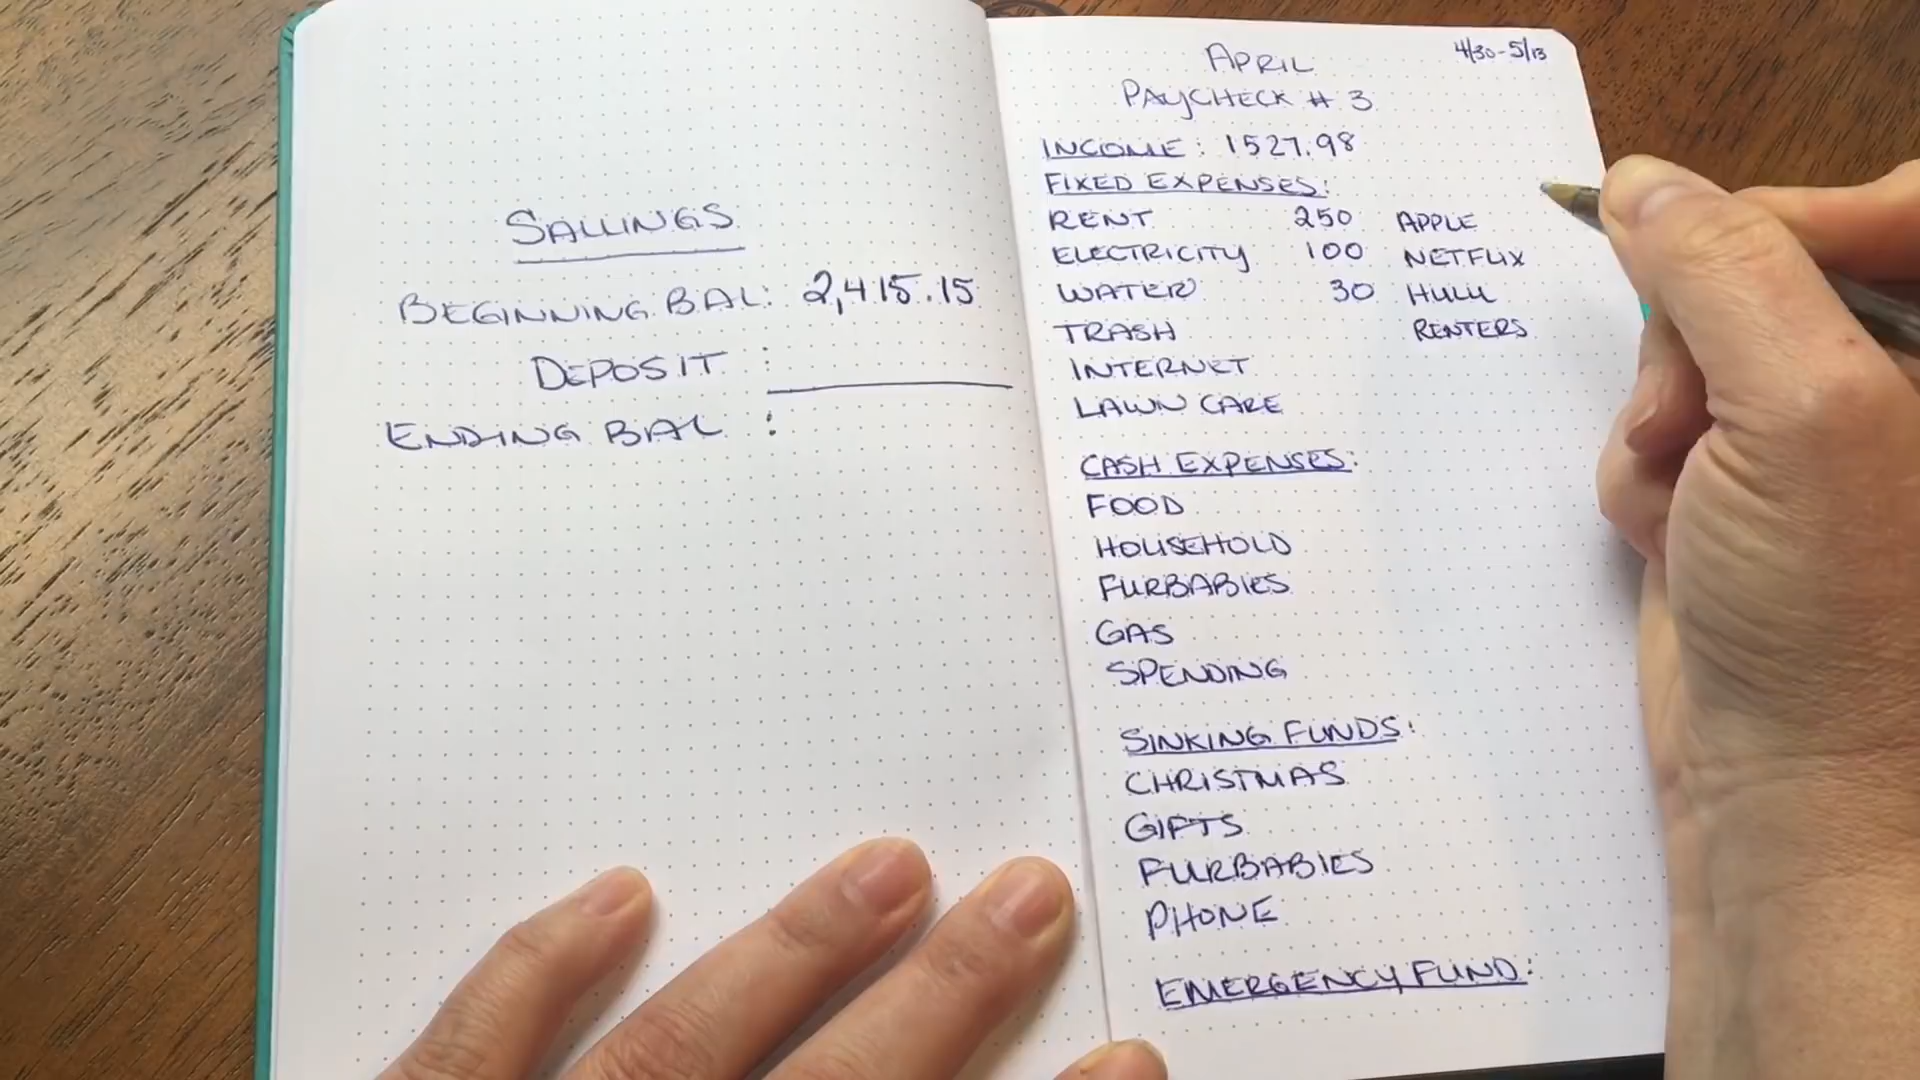 SAVINGS
BEGINNING BAL: 2,415.15
DEPOSIT :
ENDING BAL :
4/30-5/13
APRIL
PAYCHECK # 3
INCOME: 1527.98
FIXED EXPENSES:
RENT 250 APPLE
ELECTRICITY 100 NETFLIX
WATER 30 HULU
TRASH RENTERS
INTERNET
LAWN CARE
CASH EXPENSES:
FOOD
HOUSEHOLD
FURBABIES
GAS
SPENDING
SINKING FUNDS:
CHRISTMAS
GIFTS
FURBABIES
PHONE
EMERGENCY FUND: